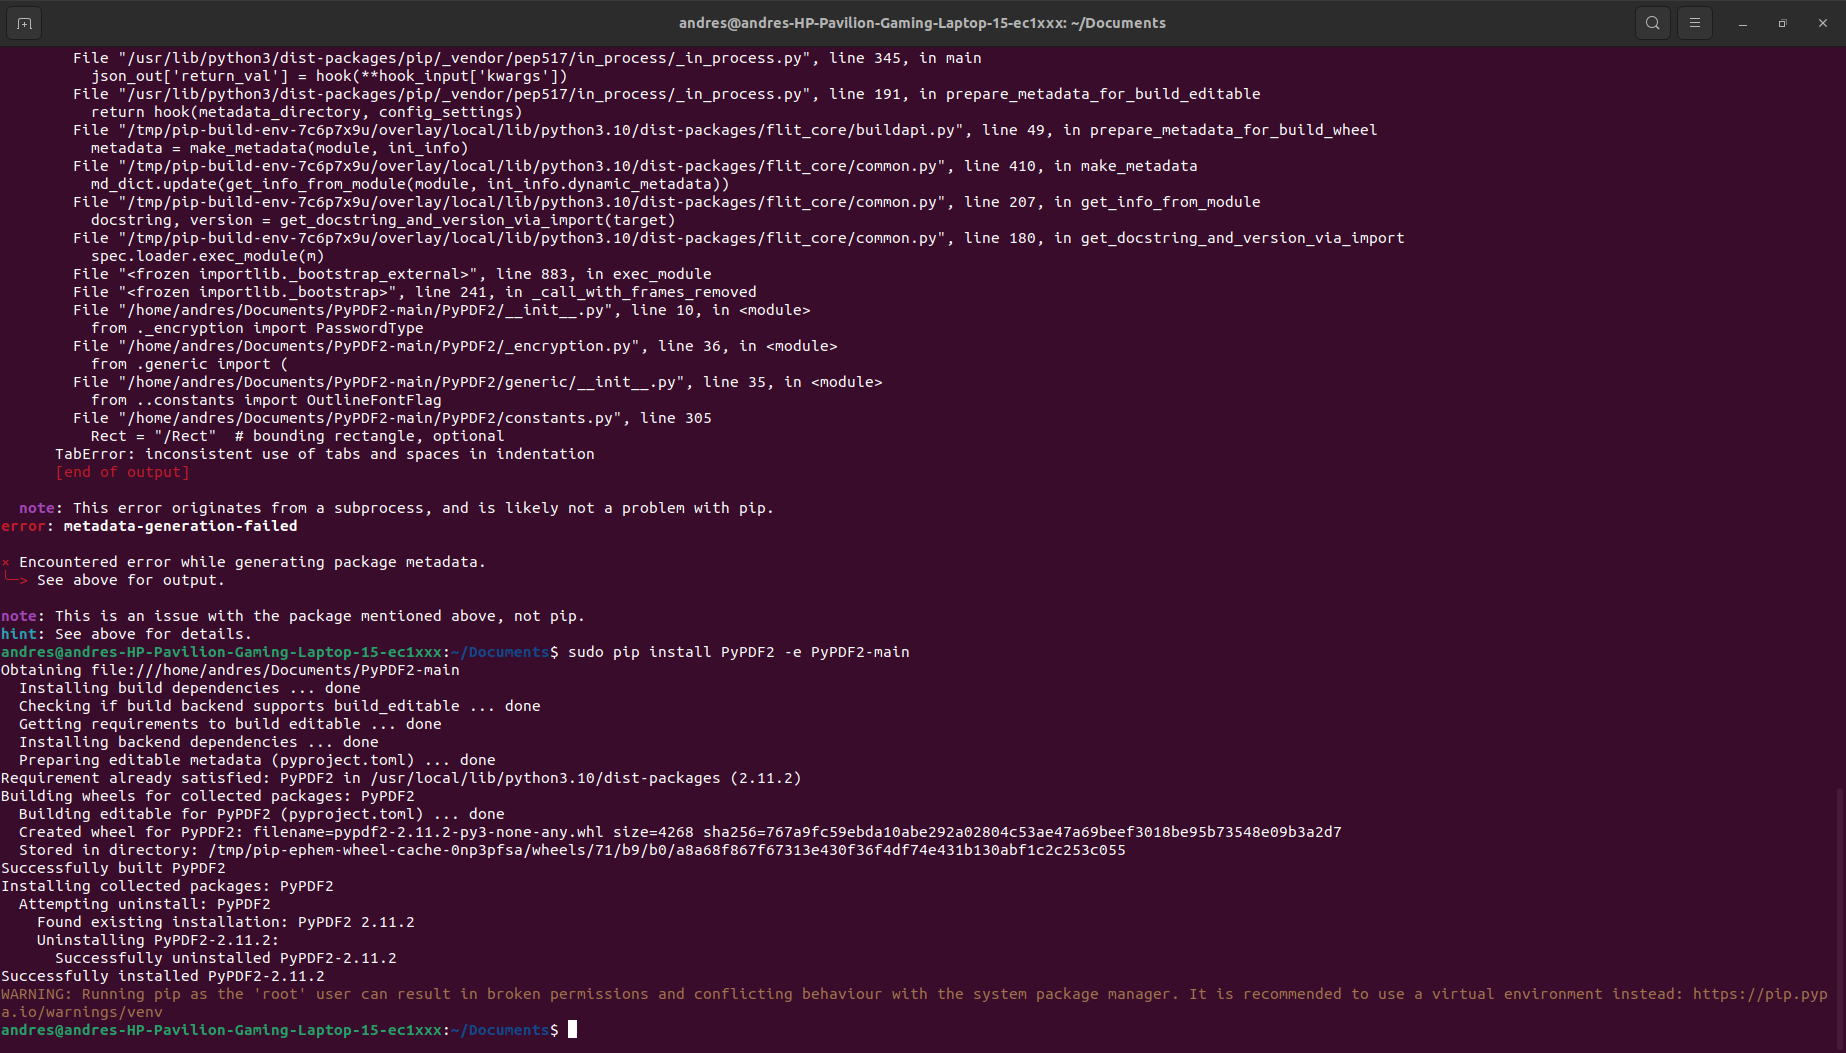 andres@andres-HP-Pavilion-Gaming-Laptop-15-ec1xxx: ~/Documents
File "/usr/lib/python3/dist-packages/pip/_vendor/pep517/in_process/_in_process.py", line 345, in main
json_out['return_val'] = hook(**hook_input['kwargs'])
File "/usr/lib/python3/dist-packages/pip/_vendor/pep517/in_process/_in_process.py", line 191, in prepare_metadata_for_build_editable
return hook(metadata_directory, config_settings)
File "/tmp/pip-build-env-7c6p7x9u/overlay/local/lib/python3.10/dist-packages/flit_core/buildapi.py", line 49, in prepare_metadata_for_build_wheel
metadata = make_metadata(module, ini_info)
File "/tmp/pip-build-env-7c6p7x9u/overlay/local/lib/python3.10/dist-packages/flit_core/common.py", line 410, in make_metadata
md_dict.update(get_info_from_module(module, ini_info.dynamic_metadata))
File "/tmp/pip-build-env-7c6p7x9u/overlay/local/lib/python3.10/dist-packages/flit_core/common.py", line 207, in get_info_from_module
docstring, version = get_docstring_and_version_via_import(target)
File "/tmp/pip-build-env-7c6p7x9u/overlay/local/lib/python3.10/dist-packages/flit_core/common.py", line 180, in get_docstring_and_version_via_import
spec.loader.exec_module(m)
File "<frozen importlib._bootstrap_external>", line 883, in exec_module
File "<frozen importlib._bootstrap>", line 241, in _call_with_frames_removed
File "/home/andres/Documents/PyPDF2-main/PyPDF2/__init__.py", line 10, in <module>
from ._encryption import PasswordType
File "/home/andres/Documents/PyPDF2-main/PyPDF2/_encryption.py", line 36, in <module>
from .generic import (
File "/home/andres/Documents/PyPDF2-main/PyPDF2/generic/__init__.py", line 35, in <module>
from ..constants import OutlineFontFlag
File "/home/andres/Documents/PyPDF2-main/PyPDF2/constants.py", line 305
Rect = "/Rect"  # bounding rectangle, optional
TabError: inconsistent use of tabs and spaces in indentation
[end of output]
note: This error originates from a subprocess, and is likely not a problem with pip.
error: metadata-generation-failed
× Encountered error while generating package metadata.
╰─> See above for output.
note: This is an issue with the package mentioned above, not pip.
hint: See above for details.
andres@andres-HP-Pavilion-Gaming-Laptop-15-ec1xxx:~/Documents$ sudo pip install PyPDF2 -e PyPDF2-main
Obtaining file:///home/andres/Documents/PyPDF2-main
Installing build dependencies ... done
Checking if build backend supports build_editable ... done
Getting requirements to build editable ... done
Installing backend dependencies ... done
Preparing editable metadata (pyproject.toml) ... done
Requirement already satisfied: PyPDF2 in /usr/local/lib/python3.10/dist-packages (2.11.2)
Building wheels for collected packages: PyPDF2
Building editable for PyPDF2 (pyproject.toml) ... done
Created wheel for PyPDF2: filename=pypdf2-2.11.2-py3-none-any.whl size=4268 sha256=767a9fc59ebda10abe292a02804c53ae47a69beef3018be95b73548e09b3a2d7
Stored in directory: /tmp/pip-ephem-wheel-cache-0np3pfsa/wheels/71/b9/b0/a8a68f867f67313e430f36f4df74e431b130abf1c2c253c055
Successfully built PyPDF2
Installing collected packages: PyPDF2
Attempting uninstall: PyPDF2
Found existing installation: PyPDF2 2.11.2
Uninstalling PyPDF2-2.11.2:
Successfully uninstalled PyPDF2-2.11.2
Successfully installed PyPDF2-2.11.2
WARNING: Running pip as the 'root' user can result in broken permissions and conflicting behaviour with the system package manager. It is recommended to use a virtual environment instead: https://pip.pyp
a.io/warnings/venv
andres@andres-HP-Pavilion-Gaming-Laptop-15-ec1xxx:~/Documents$